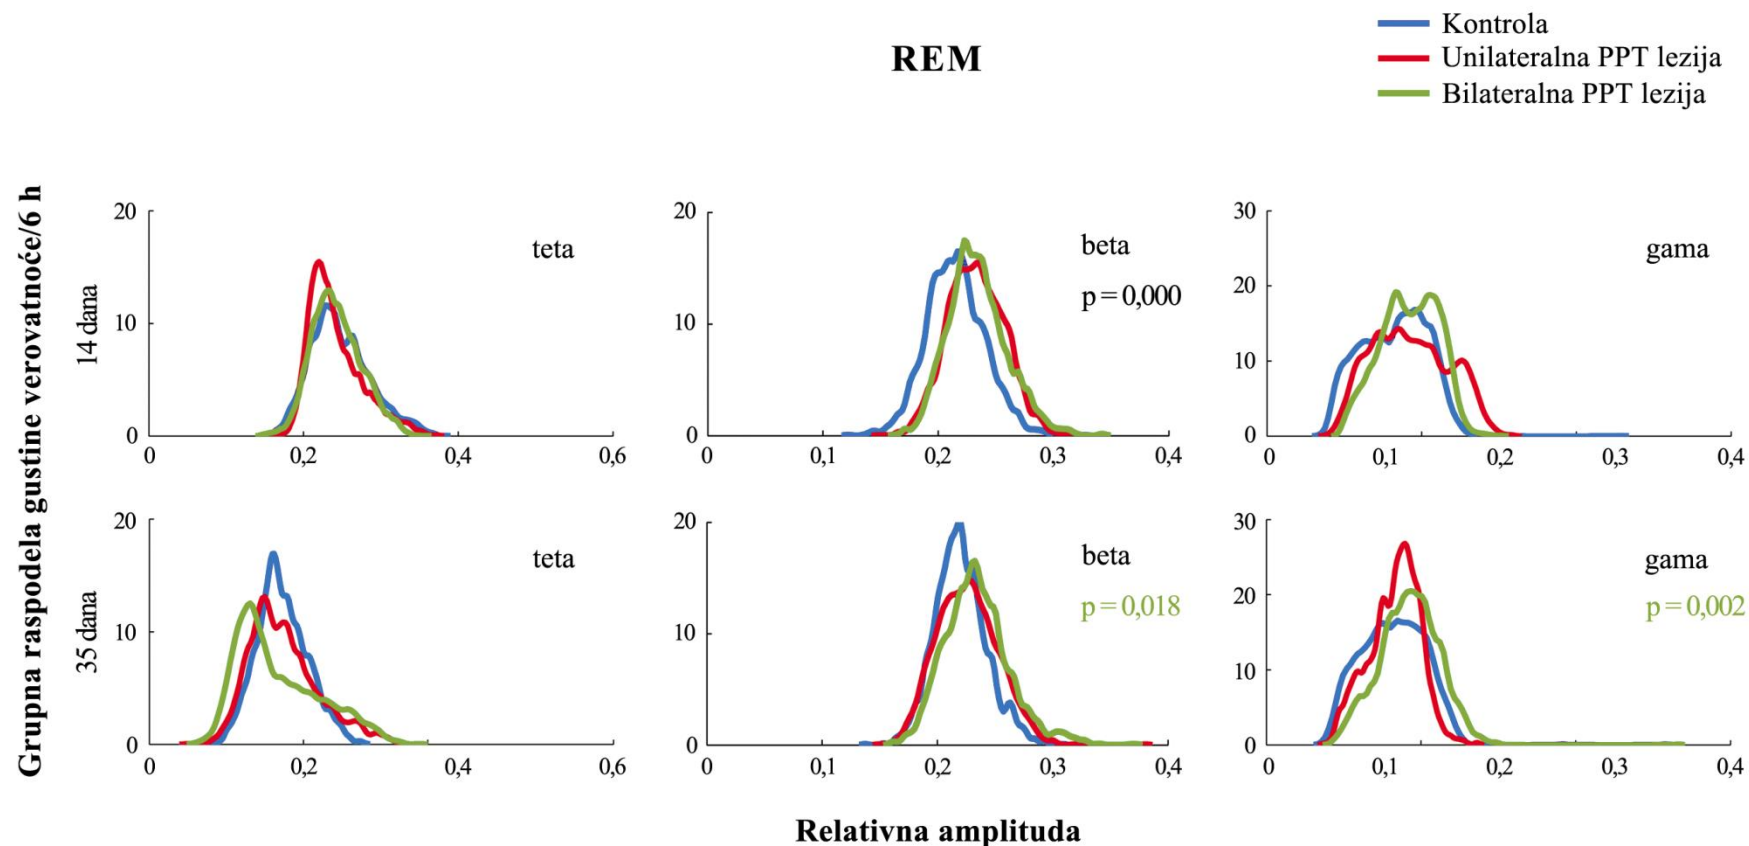 Kontrola
REM
Unilateralna PPT lezija
Bilateralna PPT lezija
Grupna raspodela gustine verovatnoće/6 h
14 dana
20
10
0
teta
0
0,2
0,4
0,6
20
10
0
beta
p = 0,000
0
0,1
0,2
0,3
0,4
30
20
10
0
gama
0
0,1
0,2
0,3
0,4
35 dana
20
10
0
teta
0
0,2
0,4
0,6
20
10
0
beta
p = 0,018
0
0,1
0,2
0,3
0,4
30
20
10
0
gama
p = 0,002
0
0,1
0,2
0,3
0,4
Relativna amplituda